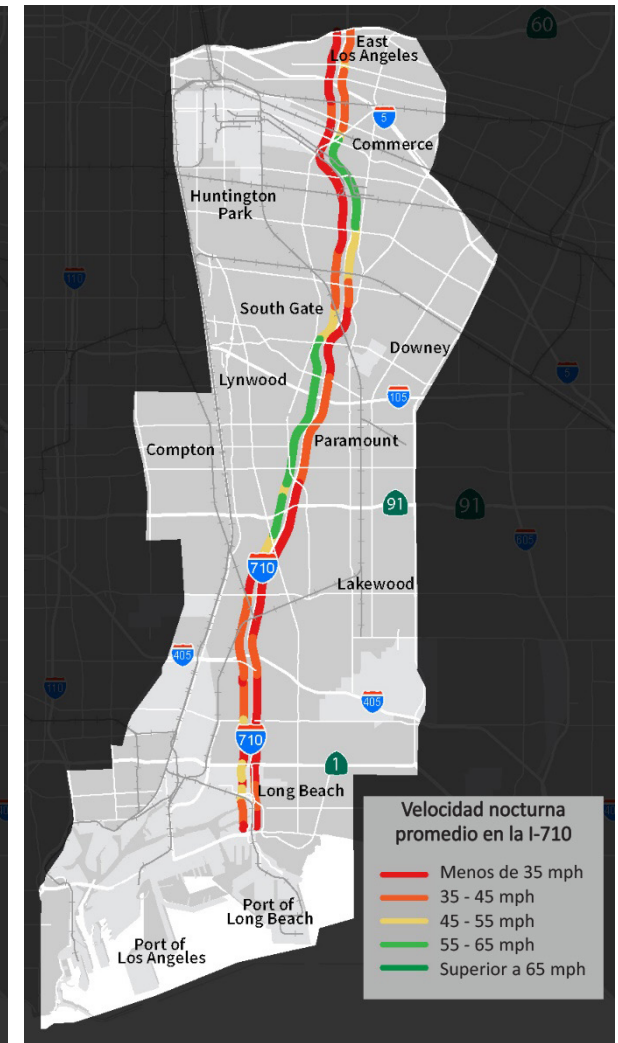 60
East
Los Angeles
5
Commerce
Huntington
Park
110
South Gate
Downey
5
Lynwood
105
Compton
Paramount
91
91
605
710
Lakewood
405
110
405
710
1
Long Beach
Velocidad nocturna
promedio en la I-710
Menos de 35 mph
35 - 45 mph
45 - 55 mph
55 - 65 mph
Superior a 65 mph
Port of
Long Beach
Port of
Los Angeles